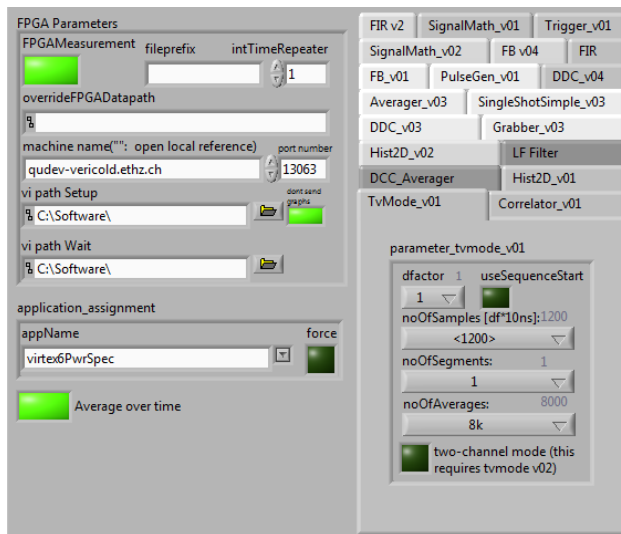 FPGA Parameters
FPGAMeasurement fileprefix intTimeRepeater
1
overrideFPGADatapath
machine name("": open local reference) port number
qudev-vericold.ethz.ch 13063
vi path Setup dont send
graphs
C:\Software\
vi path Wait
C:\Software\
application_assignment
appName force
virtex6PwrSpec
Average over time
FIR v2 SignalMath_v01 Trigger_v01
SignalMath_v02 FB v04 FIR
FB_v01 PulseGen_v01 DDC_v04
Averager_v03 SingleShotSimple_v03
DDC_v03 Grabber_v03
Hist2D_v02 LF Filter
DCC_Averager Hist2D_v01
TvMode_v01 Correlator_v01
parameter_tvmode_v01
dfactor 1 useSequenceStart
1
noOfSamples [df*10ns]: 1200
<1200>
noOfSegments: 1
1
noOfAverages: 8000
8k
two-channel mode (this
requires tvmode v02)